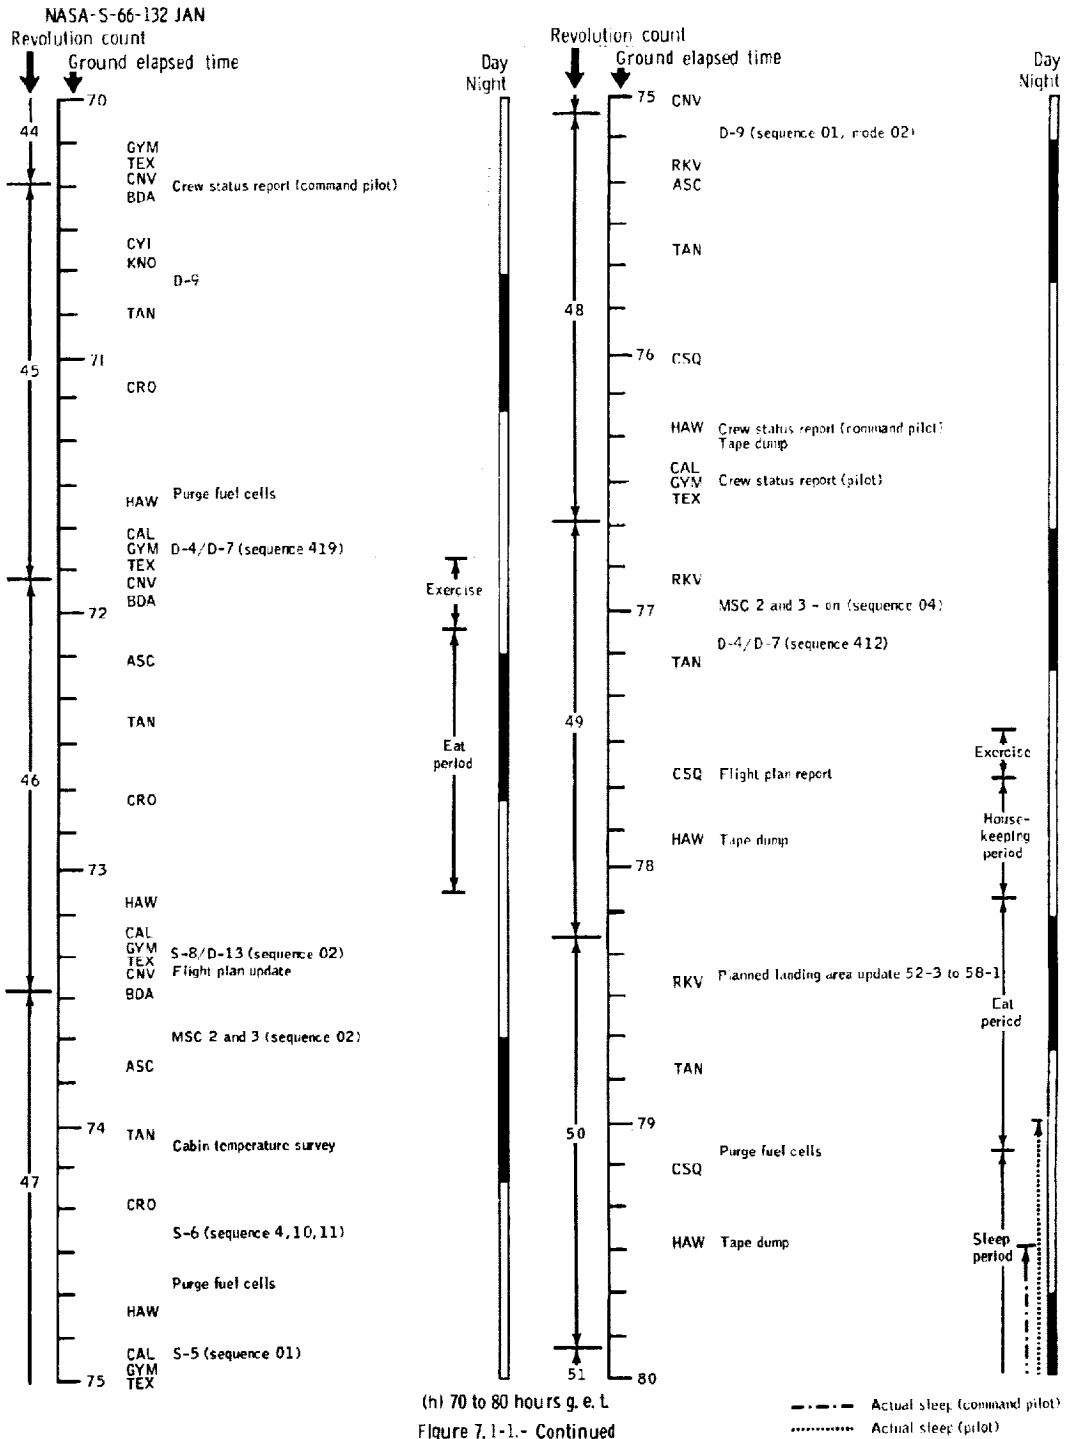 NASA-S-66-132 JAN
Revolution count
Ground elapsed time
Day
Night
70
44
GYM
TEX
CNV Crew status report (command pilot)
BDA
CYI
KNO
D-9
TAN
71
45
CRO
HAW Purge fuel cells
CAL
GYM D-4/D-7 (sequence 419)
TEX
CNV
BDA
Exercise
72
ASC
TAN
Eat
period
46
CRO
73
HAW
CAL
GYM S-8/D-13 (sequence 02)
TEX
CNV Flight plan update
BDA
MSC 2 and 3 (sequence 02)
ASC
74
TAN Cabin temperature survey
47
CRO
S-6 (sequence 4,10,11)
Purge fuel cells
HAW
CAL S-5 (sequence 01)
GYM
TEX
75
Revolution count
Ground elapsed time
Day
Night
75
CNV
D-9 (sequence 01, mode 02)
RKV
ASC
TAN
48
76
CSQ
HAW Crew status report (command pilot)
Tape dump
CAL
GYM Crew status report (pilot)
TEX
RKV
77
MSC 2 and 3 - on (sequence 04)
D-4/D-7 (sequence 412)
TAN
49
Exercise
CSQ Flight plan report
House-
keeping
period
HAW Tape dump
78
RKV Planned landing area update 52-3 to 58-1
Eat
period
TAN
79
50
Purge fuel cells
CSQ
HAW Tape dump
Sleep
period
51
80
(h) 70 to 80 hours g.e.t.
Figure 7.1-1.- Continued
Actual sleep (command pilot)
Actual sleep (pilot)